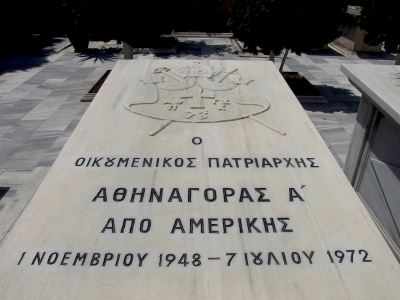 Ο
ΟΙΚΟΥΜΕΝΙΚΟΣ ΠΑΤΡΙΑΡΧΗΣ
ΑΘΗΝΑΓΟΡΑΣ Α΄
ΑΠΟ ΑΜΕΡΙΚΗΣ
1 ΝΟΕΜΒΡΙΟΥ 1948 – 7 ΙΟΥΛΙΟΥ 1972